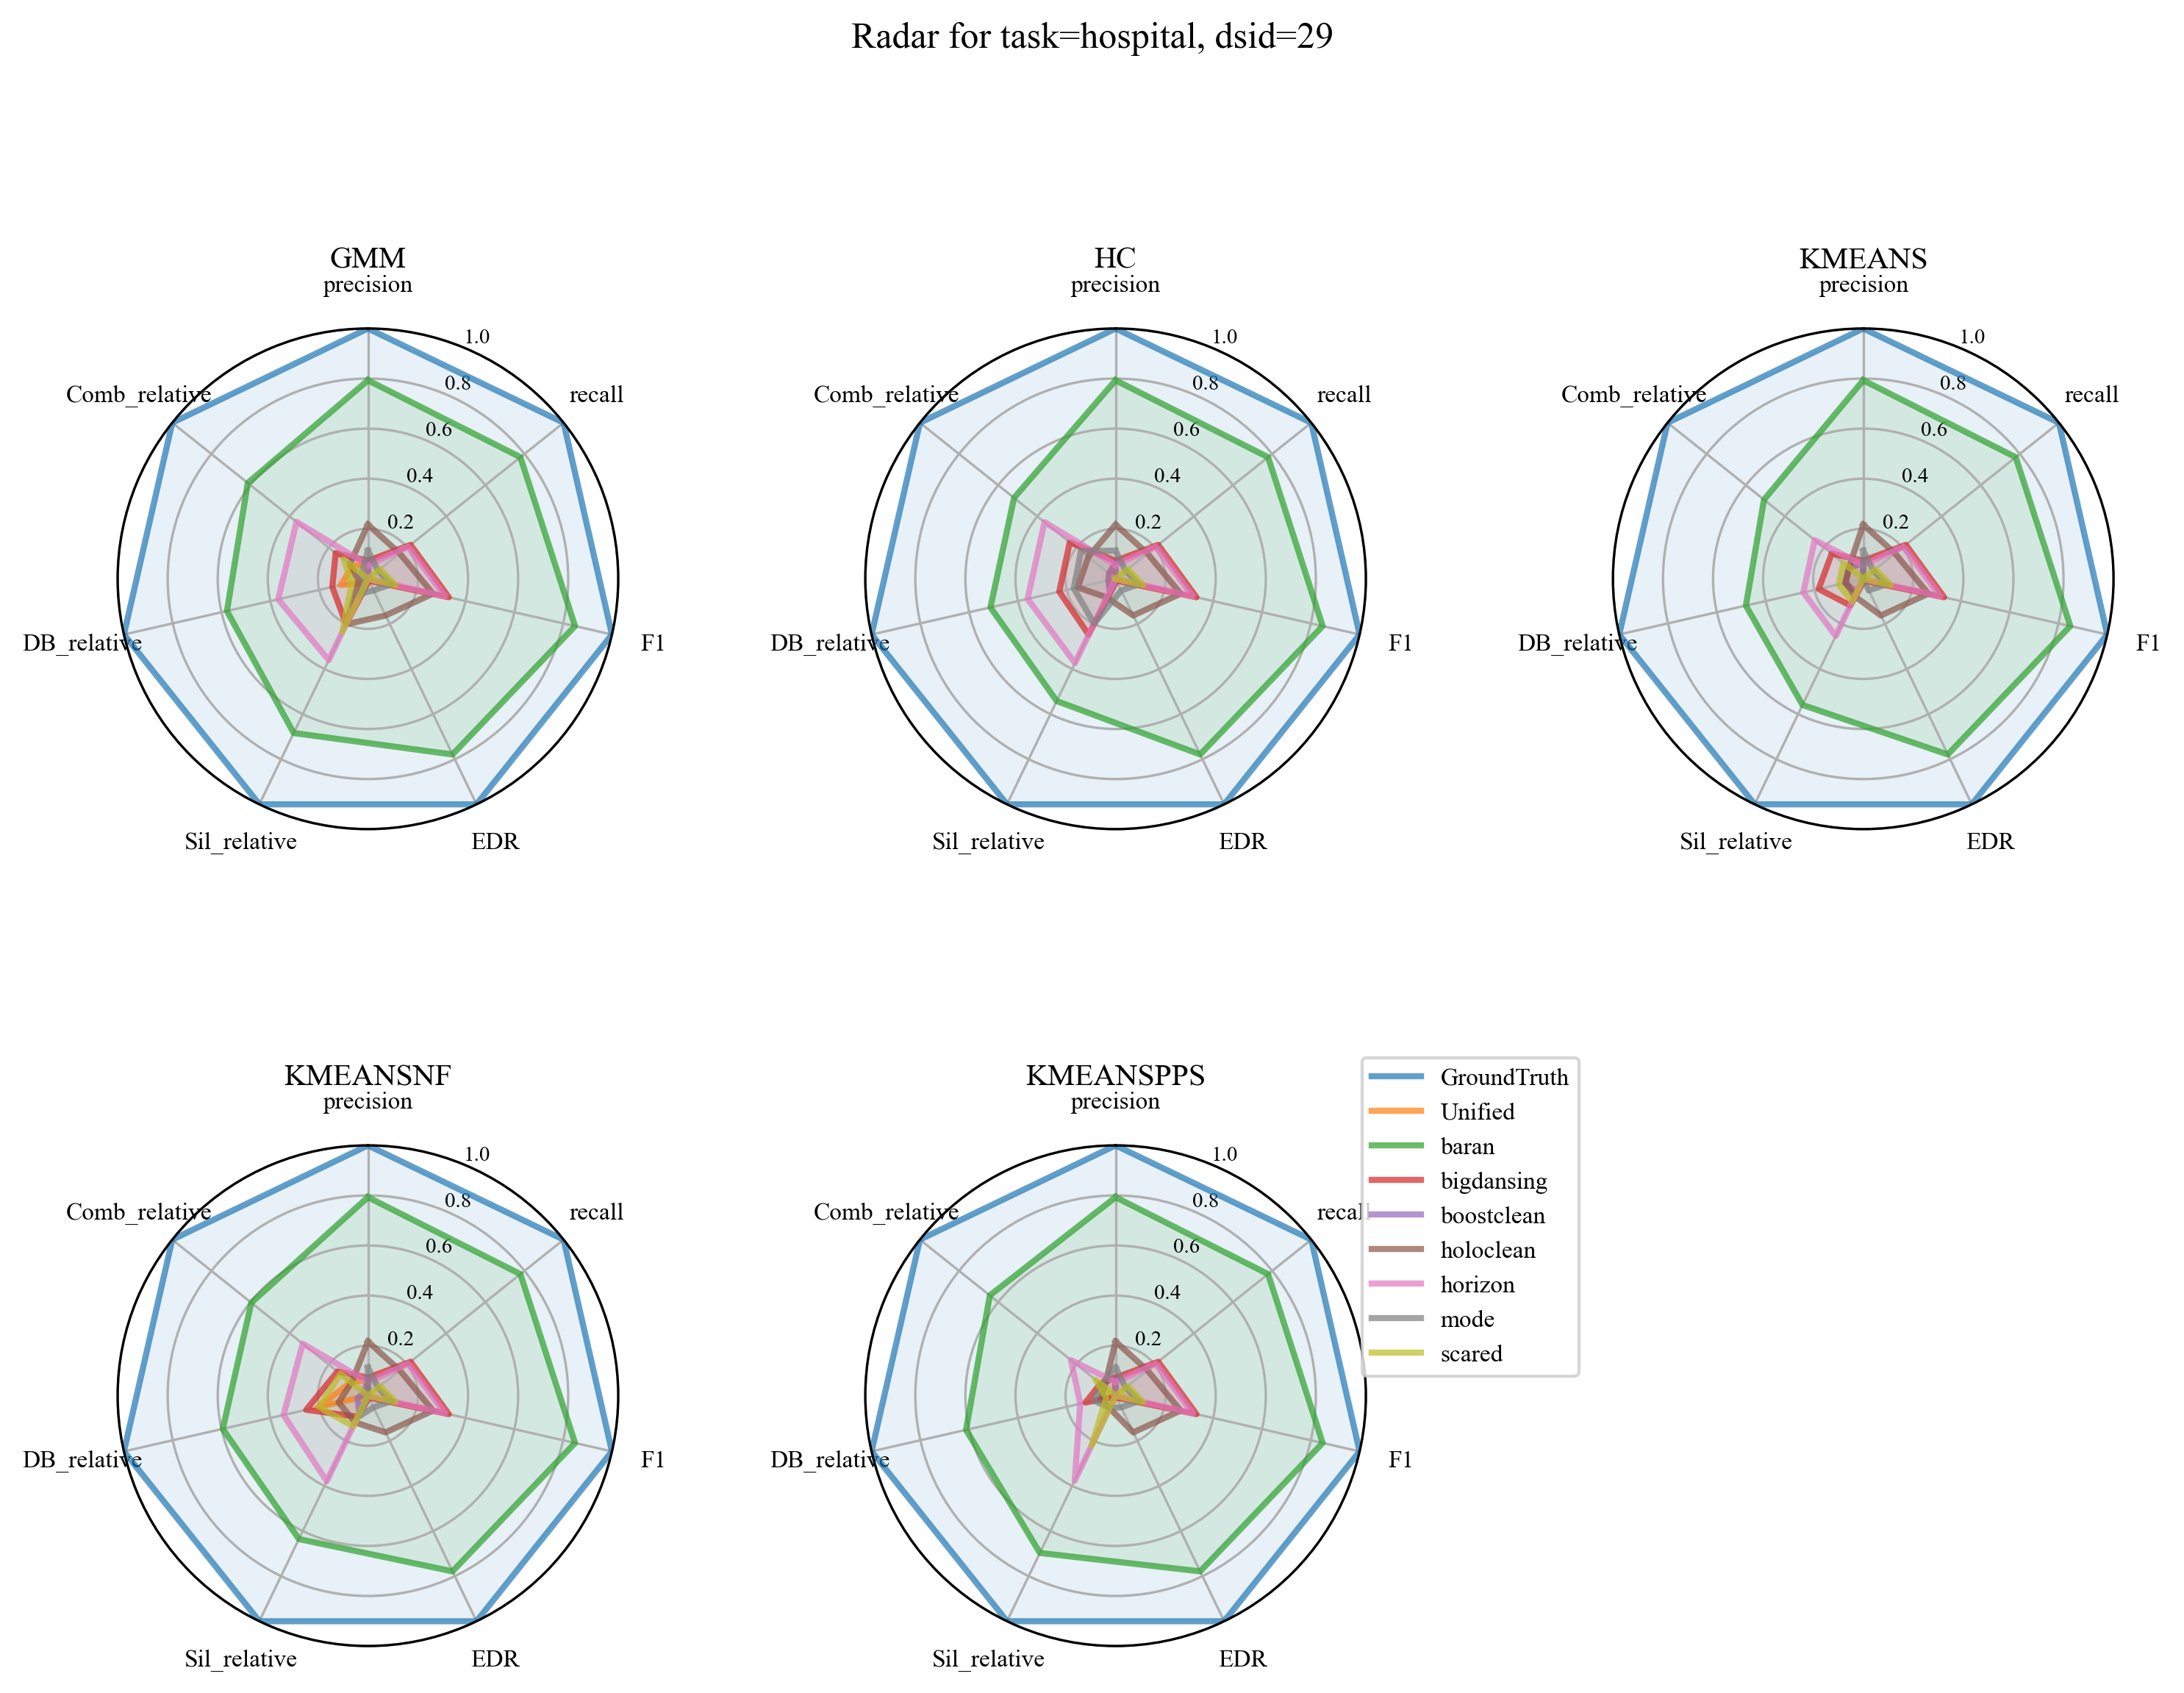 Radar for task=hospital, dsid=29
GMM
precision
recall
F1
EDR
Sil_relative
DB_relative
Comb_relative
0.2
0.4
0.6
0.8
1.0
HC
precision
recall
F1
EDR
Sil_relative
DB_relative
Comb_relative
0.2
0.4
0.6
0.8
1.0
KMEANS
precision
recall
F1
EDR
Sil_relative
DB_relative
Comb_relative
0.2
0.4
0.6
0.8
1.0
KMEANSNF
precision
recall
F1
EDR
Sil_relative
DB_relative
Comb_relative
0.2
0.4
0.6
0.8
1.0
KMEANSPPS
precision
recall
F1
EDR
Sil_relative
DB_relative
Comb_relative
0.2
0.4
0.6
0.8
1.0
GroundTruth
Unified
baran
bigdansing
boostclean
holoclean
horizon
mode
scared